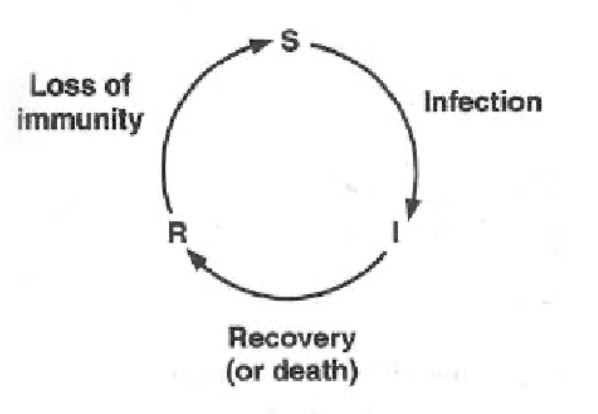 S
Loss of
immunity
Infection
R
I
Recovery
(or death)